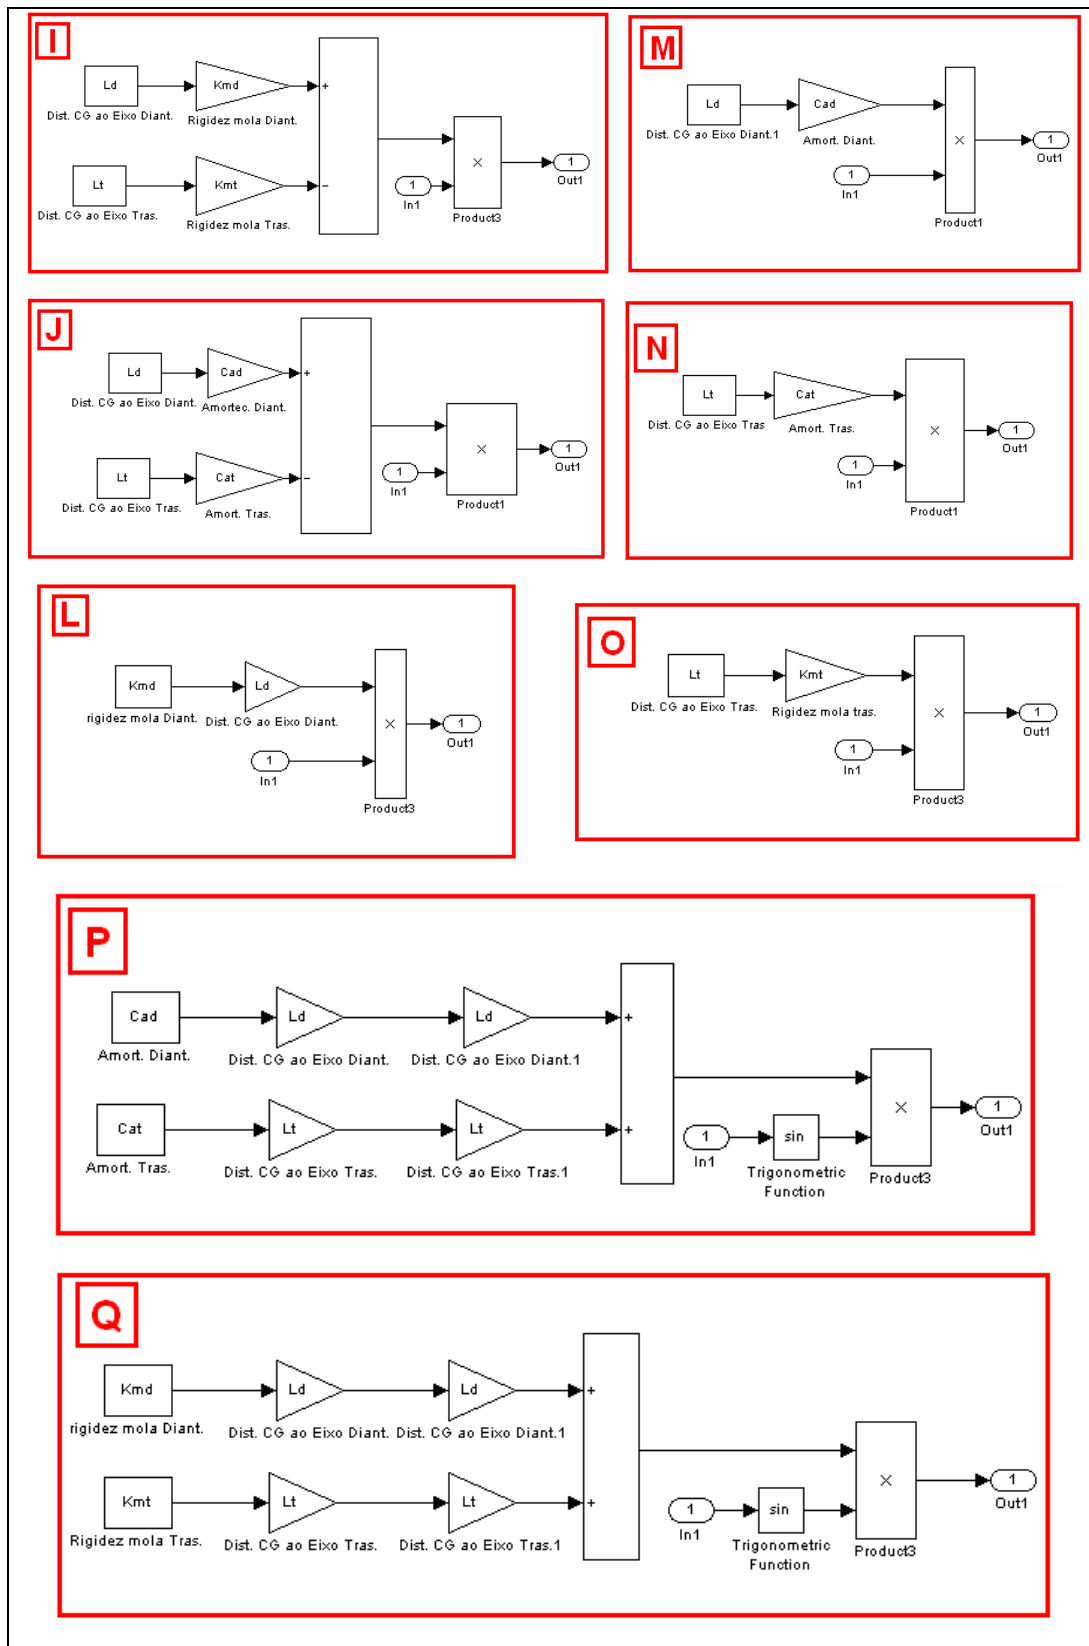 I
Ld
Dist. CG ao Eixo Diant.
Kmd
Rigidez mola Diant.
+
Lt
Dist. CG ao Eixo Tras.
Kmt
Rigidez mola Tras.
−
1
In1
×
Product3
1
Out1
M
Ld
Dist. CG ao Eixo Diant.1
Cad
Amort. Diant.
1
In1
×
Product1
1
Out1
J
Ld
Dist. CG ao Eixo Diant.
Cad
Amortec. Diant.
+
Lt
Dist. CG ao Eixo Tras.
Cat
Amort. Tras.
−
1
In1
×
Product1
1
Out1
N
Lt
Dist. CG ao Eixo Tras
Cat
Amort. Tras.
1
In1
×
Product1
1
Out1
L
Kmd
rigidez mola Diant.
Ld
Dist. CG ao Eixo Diant.
1
In1
×
Product3
1
Out1
O
Lt
Dist. CG ao Eixo Tras.
Kmt
Rigidez mola tras.
1
In1
×
Product3
1
Out1
P
Cad
Amort. Diant.
Ld
Dist. CG ao Eixo Diant.
Ld
Dist. CG ao Eixo Diant.1
+
Cat
Amort. Tras.
Lt
Dist. CG ao Eixo Tras.
Lt
Dist. CG ao Eixo Tras.1
+
1
In1
sin
Trigonometric
Function
×
Product3
1
Out1
Q
Kmd
rigidez mola Diant.
Ld
Dist. CG ao Eixo Diant.
Ld
Dist. CG ao Eixo Diant.1
+
Kmt
Rigidez mola Tras.
Lt
Dist. CG ao Eixo Tras.
Lt
Dist. CG ao Eixo Tras.1
+
1
In1
sin
Trigonometric
Function
×
Product3
1
Out1